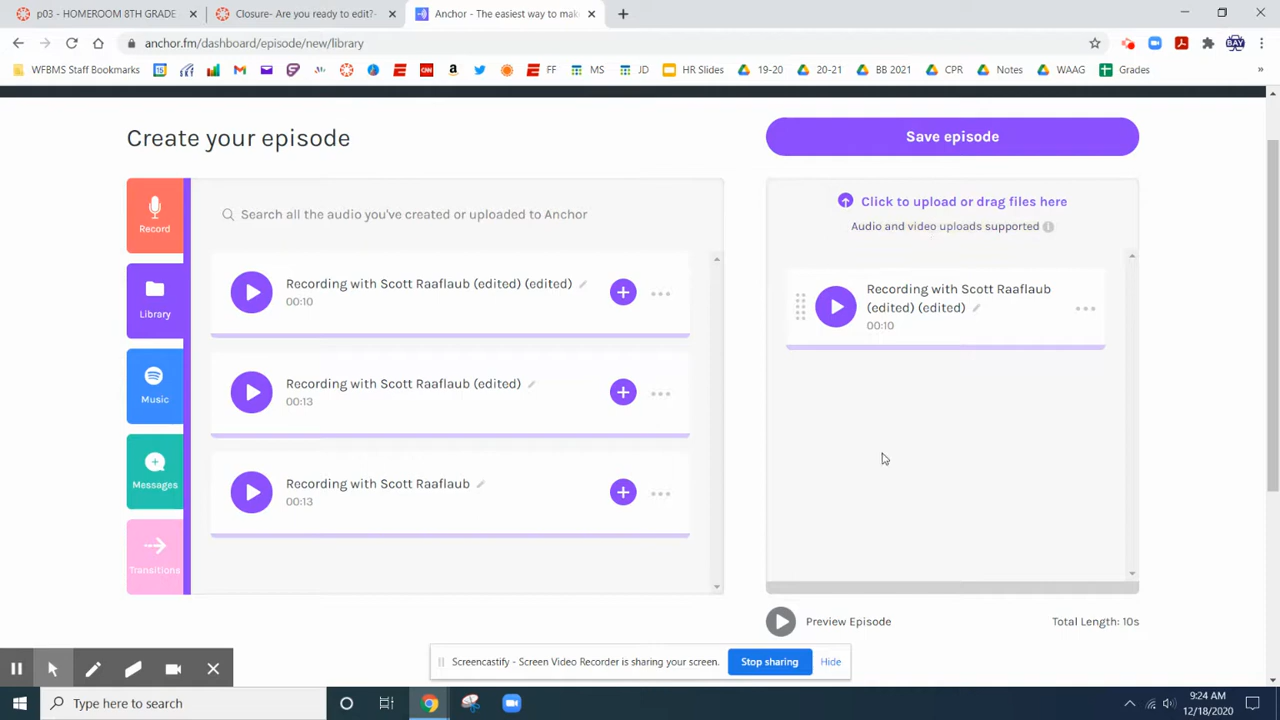 p03 - HOMEROOM 8TH GRADE
Closure- Are you ready to edit?-
Anchor - The easiest way to mak
anchor.fm/dashboard/episode/new/library
BAY
WFBMS Staff Bookmarks
FF
MS
JD
HR Slides
19-20
20-21
BB 2021
CPR
Notes
WAAG
Grades
»
Create your episode
Save episode
Record
Library
Music
Messages
Transitions
Search all the audio you've created or uploaded to Anchor
Recording with Scott Raaflaub (edited) (edited)
00:10
Recording with Scott Raaflaub (edited)
00:13
Recording with Scott Raaflaub
00:13
Click to upload or drag files here
Audio and video uploads supported
Recording with Scott Raaflaub
(edited) (edited)
00:10
Preview Episode
Total Length: 10s
Screencastify - Screen Video Recorder is sharing your screen.
Stop sharing
Hide
Type here to search
9:24 AM
12/18/2020